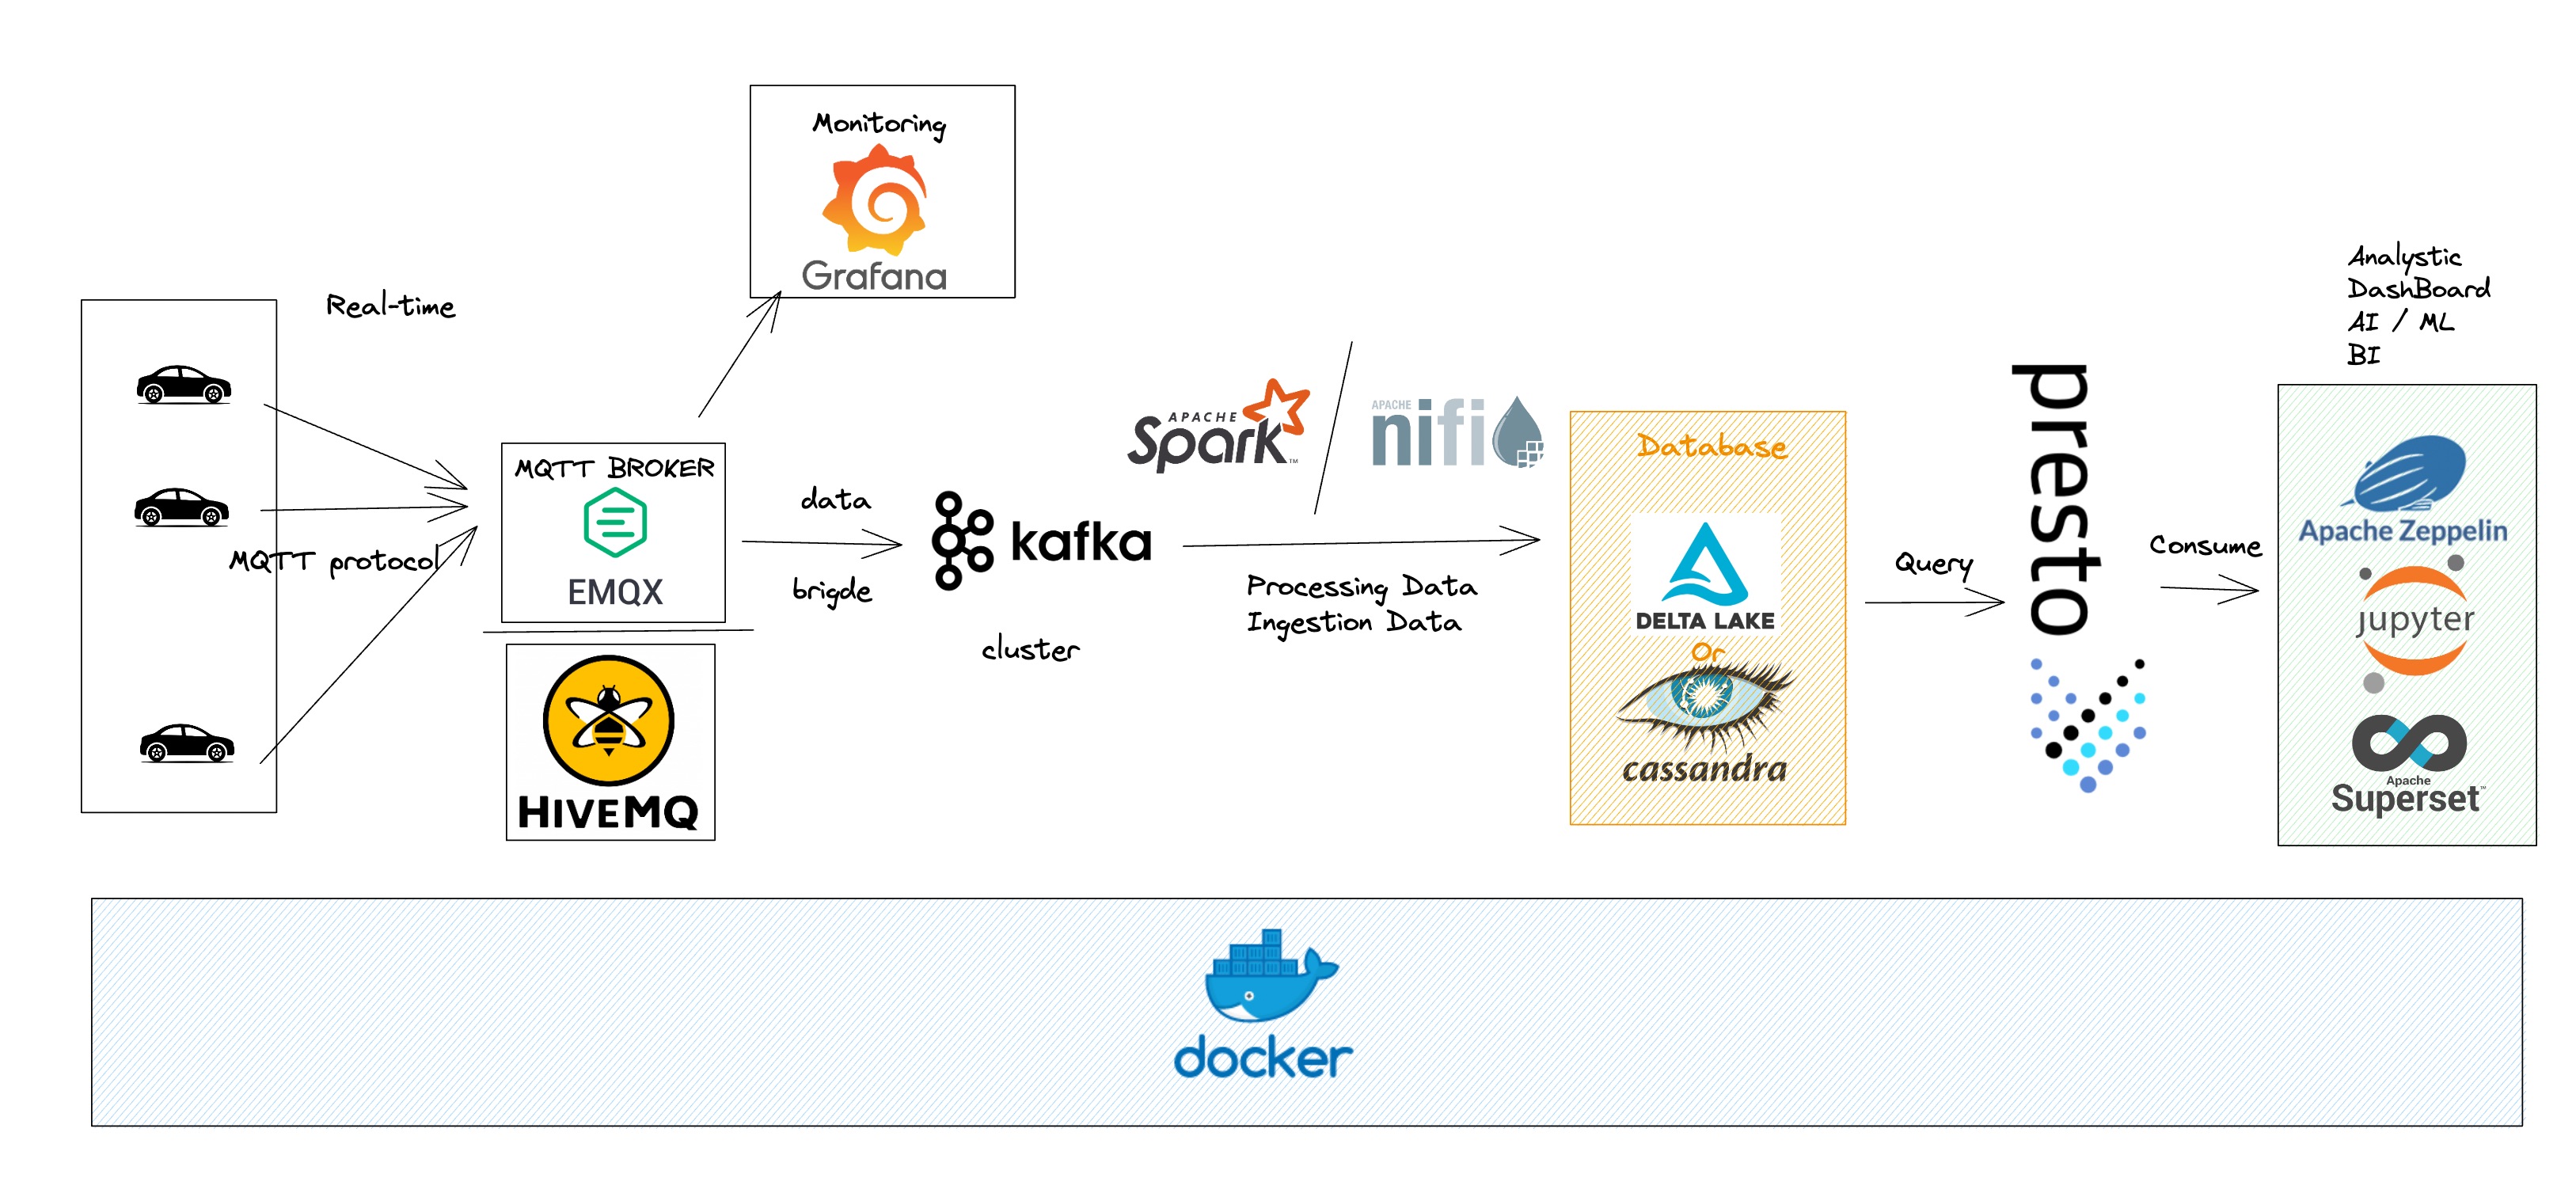 Monitoring
Grafana
Real-time
MQTT protocol
MQTT BROKER
EMQX
HIVEMQ
data
brigde
kafka
cluster
APACHE
Spark™
APACHE
nifi
Processing Data
Ingestion Data
Database
DELTA LAKE
Or
cassandra
Query
presto
Consume
Analystic
DashBoard
AI / ML
BI
Apache Zeppelin
jupyter
Apache
Superset™
docker